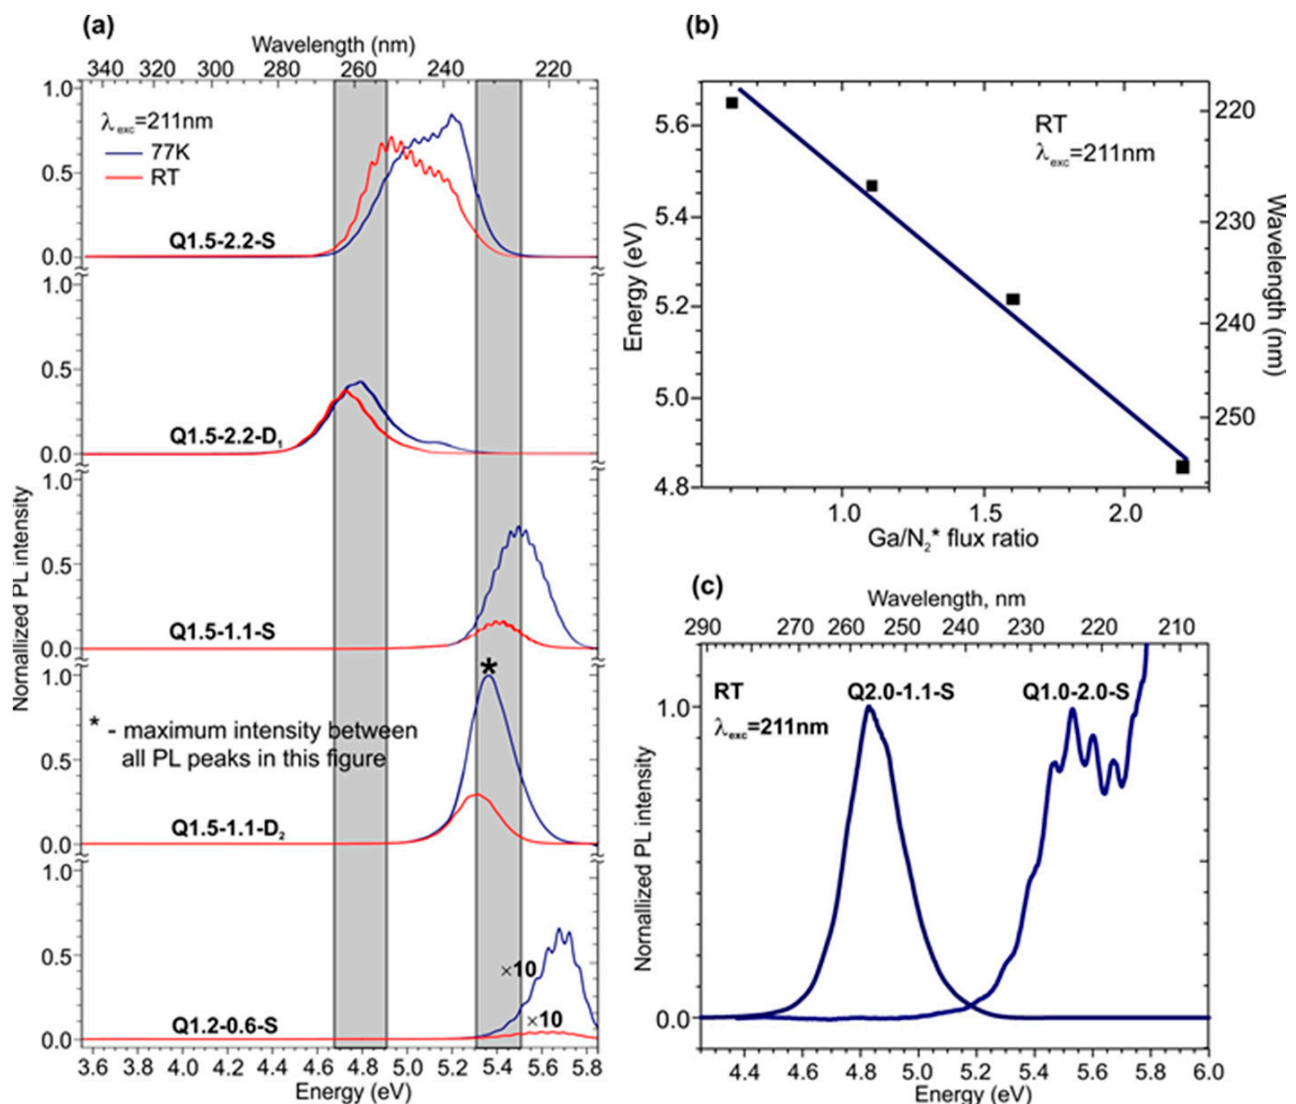 (a)
Wavelength (nm)
340 320 300 280 260 240 220
1.0
λexc=211nm
77K
RT
0.5
Q1.5-2.2-S
0.0
1.0
0.5
Q1.5-2.2-D1
0.0
1.0
0.5
Q1.5-1.1-S
0.0
*
1.0
* - maximum intensity between
all PL peaks in this figure
0.5
Q1.5-1.1-D2
0.0
1.0
0.5
×10
×10
Q1.2-0.6-S
0.0
3.6 3.8 4.0 4.2 4.4 4.6 4.8 5.0 5.2 5.4 5.6 5.8
Energy (eV)
Normallized PL intensity
(b)
RT
λexc=211nm
5.6
5.4
5.2
5.0
4.8
Energy (eV)
220
230
240
250
Wavelength (nm)
1.0 1.5 2.0
Ga/N2* flux ratio
(c)
Wavelength, nm
290 270 260 250 240 230 220 210
RT
λexc=211nm
Q2.0-1.1-S
Q1.0-2.0-S
1.0
0.0
Nornallized PL intensity
4.4 4.6 4.8 5.0 5.2 5.4 5.6 5.8 6.0
Energy (eV)